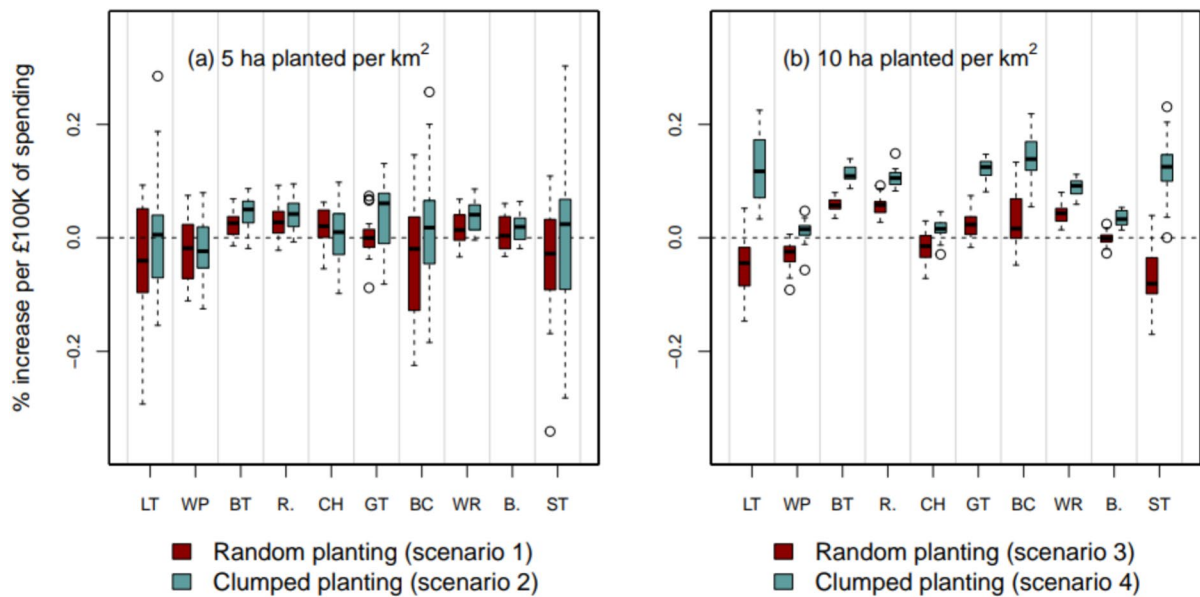 % increase per £100K of spending
(a) 5 ha planted per km²
0.2
0.0
−0.2
LT WP BT R. CH GT BC WR B. ST
Random planting (scenario 1)
Clumped planting (scenario 2)
(b) 10 ha planted per km²
0.2
0.0
−0.2
LT WP BT R. CH GT BC WR B. ST
Random planting (scenario 3)
Clumped planting (scenario 4)